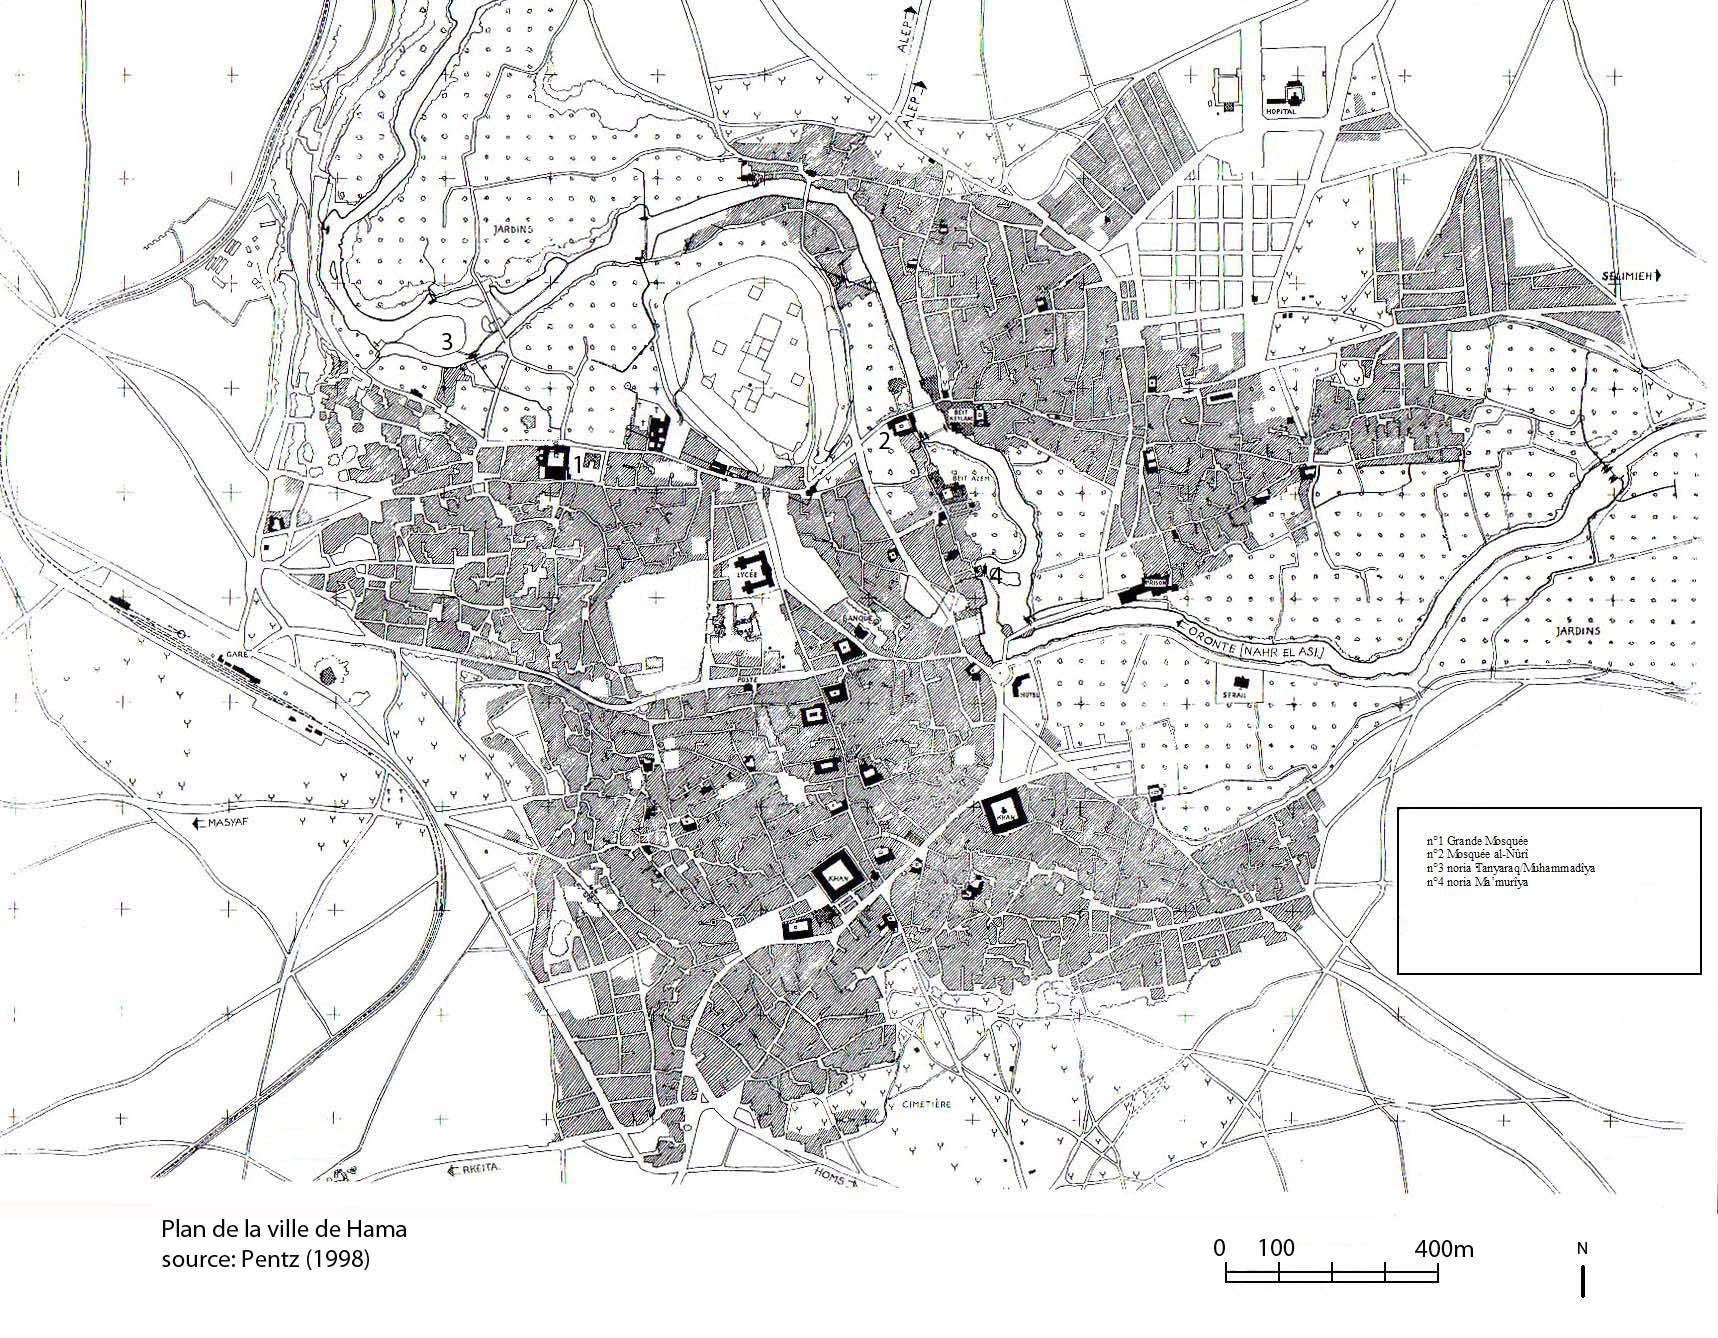 ALEP
ALEP
HOPITAL
JARDINS
SELIMIEH
3
BEIT
KEYLANI
2
1
BEIT AZEM
LYCÉE
4
PRISON
BANQUE
ORONTE (NAHR EL ASI)
JARDINS
GARE
POSTE
HOTEL
SERAIL
MASYAF
KHAN
KHAN
n°1 Grande Mosquée
n°2 Mosquée al-Nūrī
n°3 noria Tanyaraq/Muhammadīya
n°4 noria Ma'murīya
CIMETIÈRE
RKEITA
HOMS
Plan de la ville de Hama
source: Pentz (1998)
0 100 400m
N